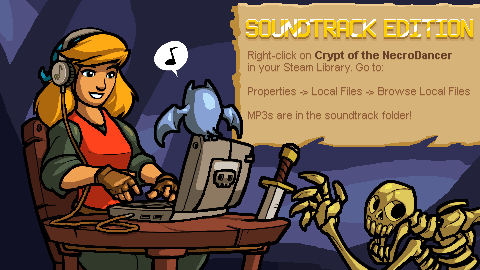 SOUNDTRACK EDITION
Right-click on Crypt of the NecroDancer
in your Steam Library. Go to:
Properties -> Local Files -> Browse Local Files
MP3s are in the soundtrack folder!